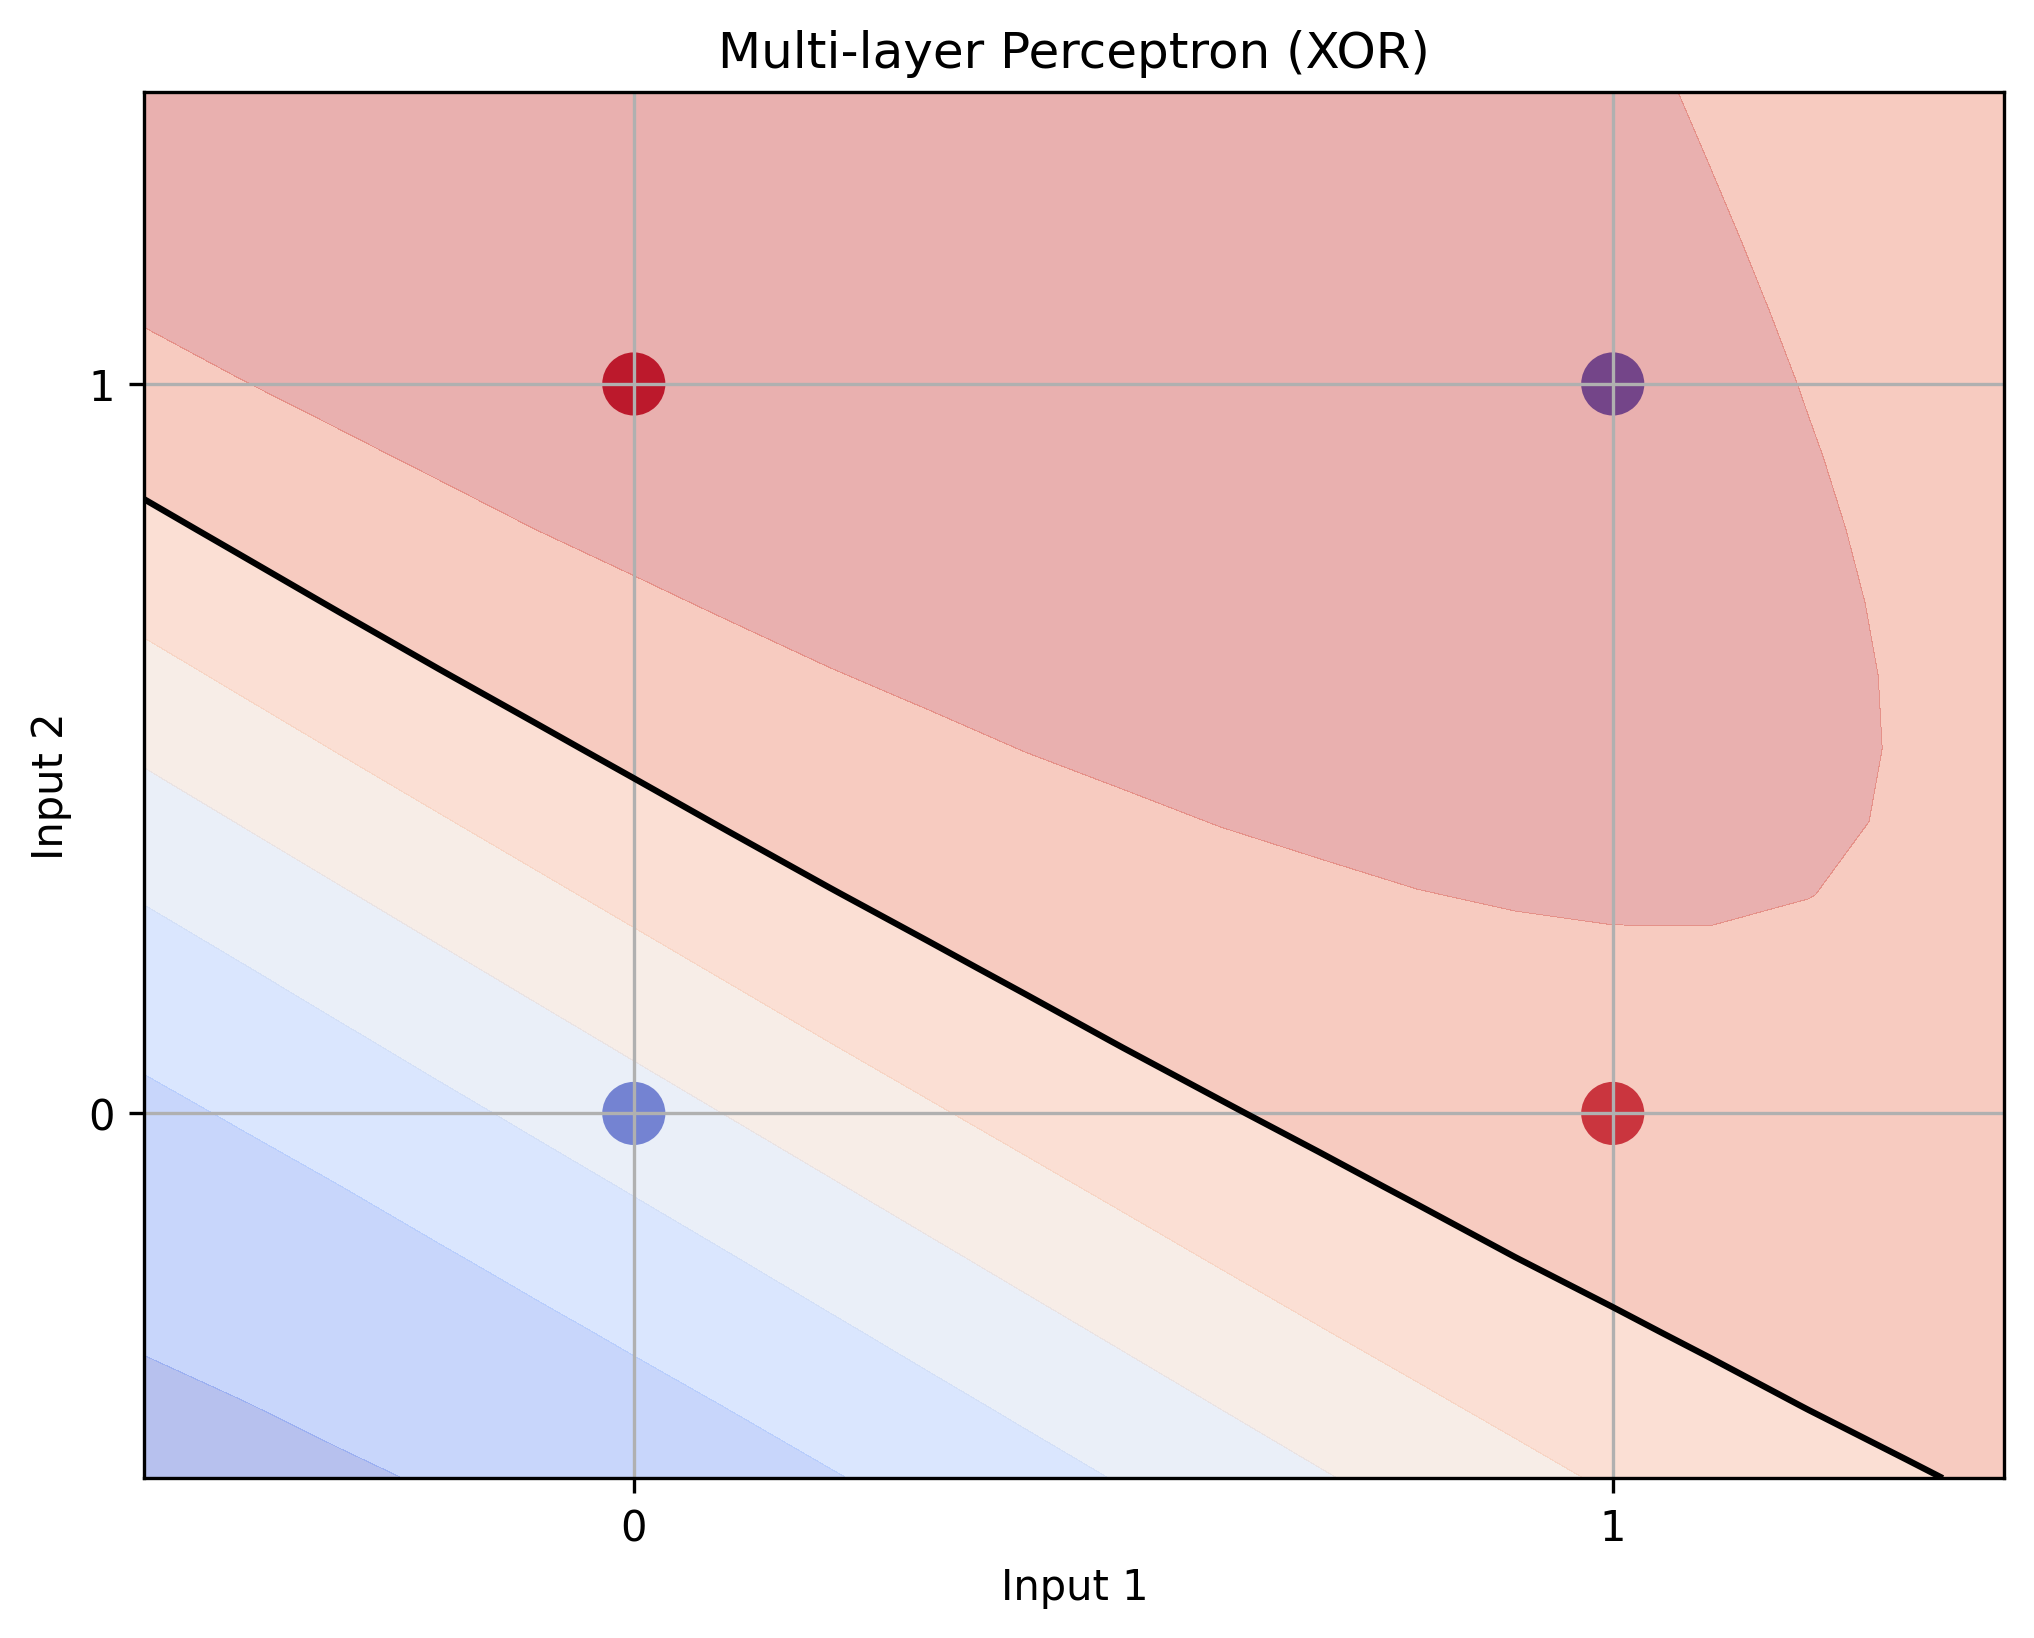 Multi-layer Perceptron (XOR)
1
0
Input 2
0 1
Input 1